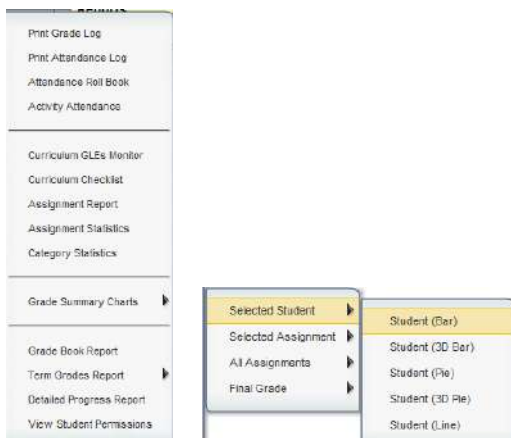 Reports
Print Grade Log
Print Attendance Log
Attendance Roll Book
Activity Attendance
Curriculum GLEs Monitor
Curriculum Checklist
Assignment Report
Assignment Statistics
Category Statistics
Grade Summary Charts
Grade Book Report
Term Grades Report
Detailed Progress Report
View Student Permissions
Selected Student
Selected Assignment
All Assignments
Final Grade
Student (Bar)
Student (3D Bar)
Student (Pie)
Student (3D Pie)
Student (Line)